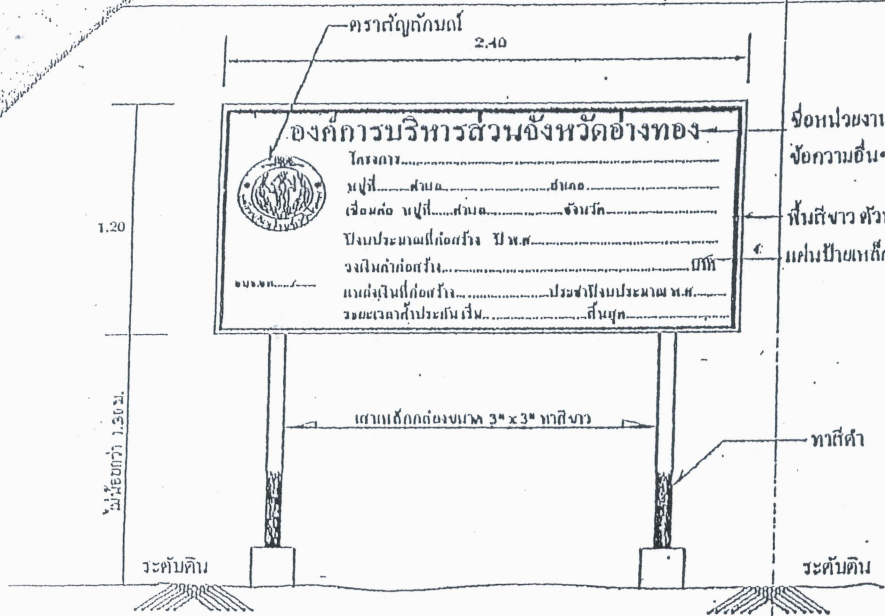 ตราสัญลักษณ์
2.40
องค์การบริหารส่วนจังหวัดอ่างทอง
ชื่อหน่วยงาน
ข้อความอื่นๆ
โครงการ
หมู่ที่........ตำบล....................อำเภอ
เชื่อมต่อ หมู่ที่......ตำบล....................จังหวัด
1.20
พื้นสีขาว ตัว
ปีงบประมาณที่ก่อสร้าง ปี พ.ศ.
แผ่นป้ายเหล็ก
วงเงินค่าก่อสร้าง....................บาท
แหล่งเงินที่ก่อสร้าง....................ประจำปีงบประมาณ พ.ศ.
ระยะเวลาค้ำประกัน เริ่ม....................สิ้นสุด
เสาเหล็กกล่องขนาด 3" x 3" ทาสีขาว
ไม่น้อยกว่า 1.50 ม.
ทาสีดำ
ระดับดิน
ระดับดิน